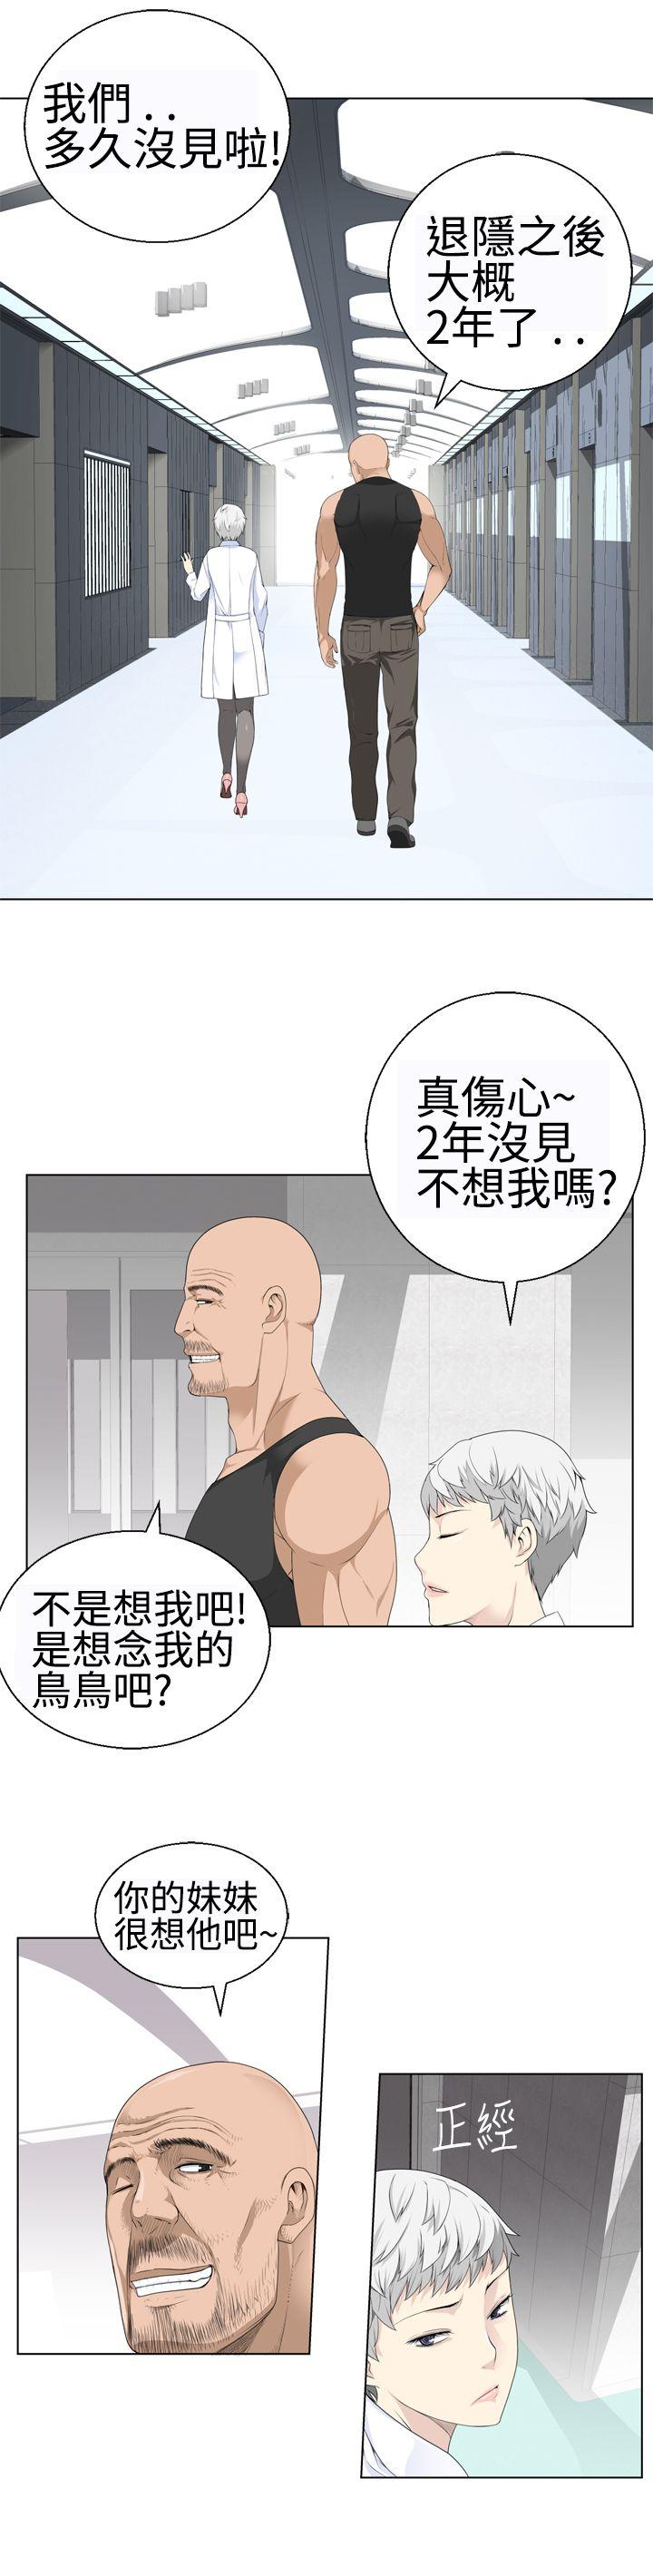 我們..
多久沒見啦!
退隱之後
大概
2年了..
真傷心~
2年沒見
不想我嗎?
不是想我吧!
是想念我的
鳥鳥吧?
你的妹妹
很想他吧~
正經